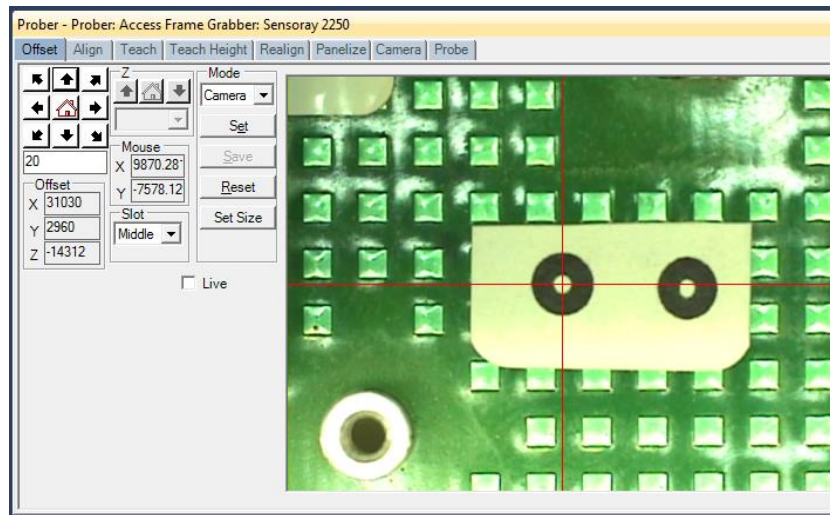 Prober - Prober: Access Frame Grabber: Sensoray 2250
Offset Align Teach Teach Height Realign Panelize Camera Probe
Z
Mode
Camera
Set
20
Mouse
X 9870.28
Save
Y -7578.12
Reset
Offset
X 31030
Slot
Set Size
Y 2960
Middle
Z -14312
Live